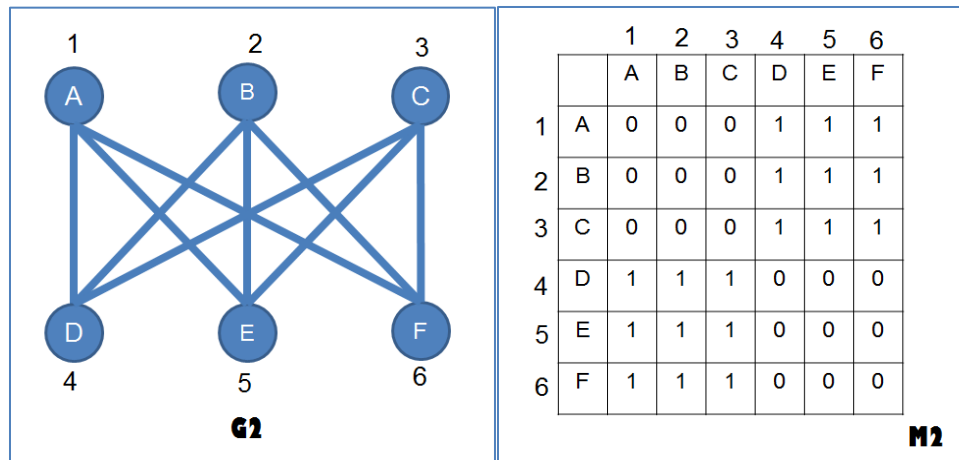 1 2 3
A B C
D E F
4 5 6
G2
1 2 3 4 5 6
A B C D E F
1 A 0 0 0 1 1 1
2 B 0 0 0 1 1 1
3 C 0 0 0 1 1 1
4 D 1 1 1 0 0 0
5 E 1 1 1 0 0 0
6 F 1 1 1 0 0 0
M2